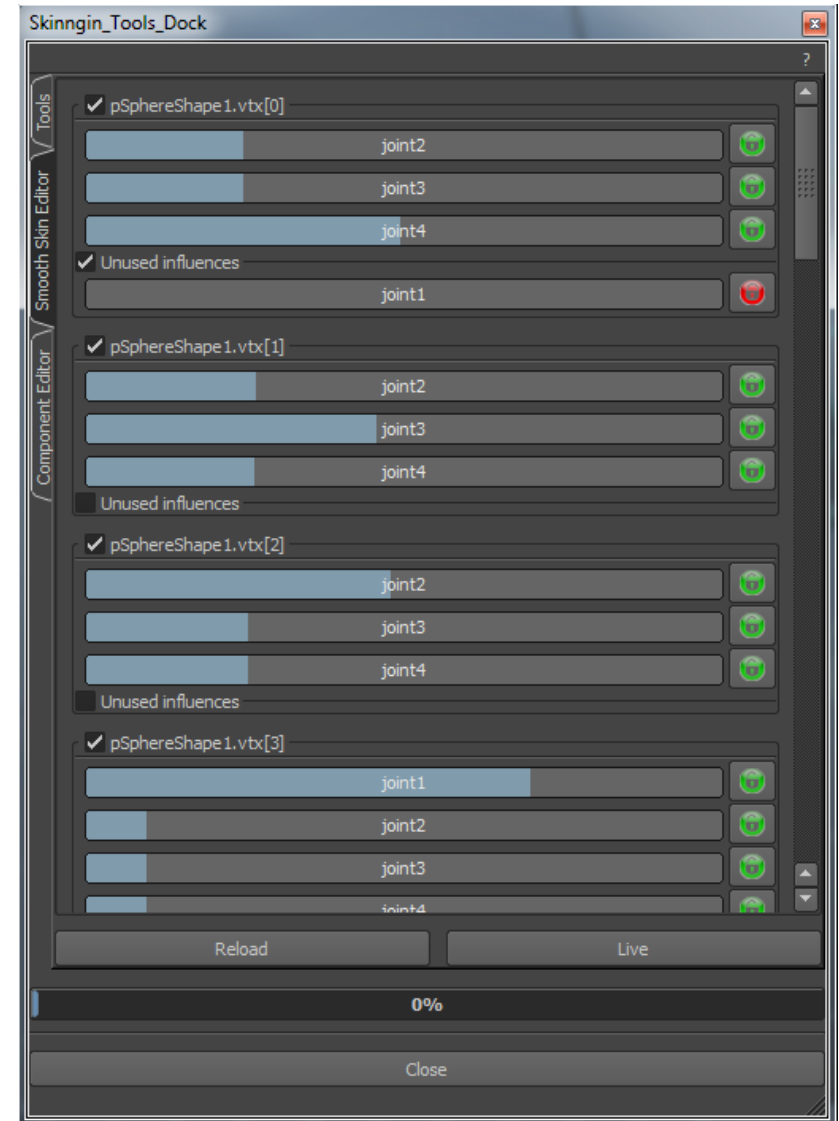 Skinngin_Tools_Dock
?
Tools
Smooth Skin Editor
Component Editor
pSphereShape1.vtx[0]
joint2
joint3
joint4
Unused influences
joint1
pSphereShape1.vtx[1]
joint2
joint3
joint4
Unused influences
pSphereShape1.vtx[2]
joint2
joint3
joint4
Unused influences
pSphereShape1.vtx[3]
joint1
joint2
joint3
joint4
Reload
Live
0%
Close